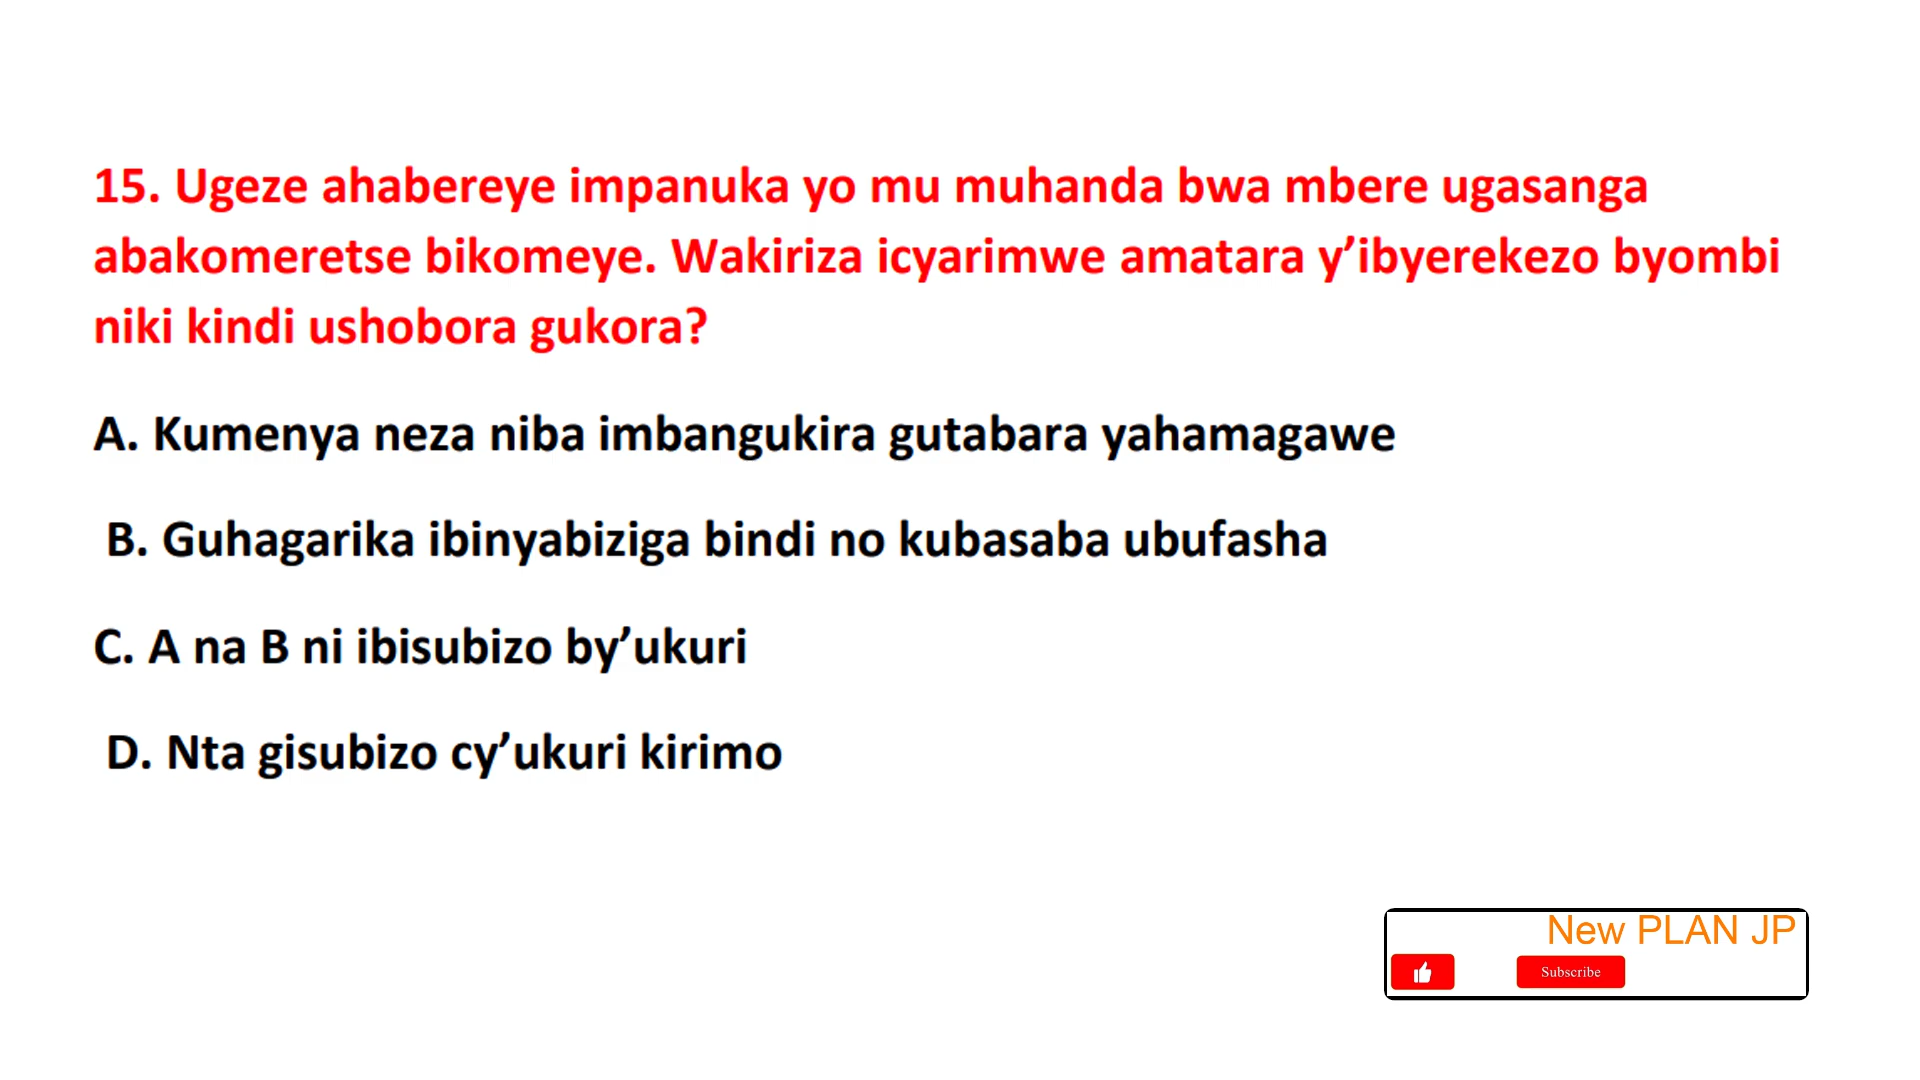 15. Ugeze ahabereye impanuka yo mu muhanda bwa mbere ugasanga
abakomeretse bikomeye. Wakiriza icyarimwe amatara y’ibyerekezo byombi
niki kindi ushobora gukora?
A. Kumenya neza niba imbangukira gutabara yahamagawe
B. Guhagarika ibinyabiziga bindi no kubasaba ubufasha
C. A na B ni ibisubizo by’ukuri
D. Nta gisubizo cy’ukuri kirimo
New PLAN JP
Subscribe